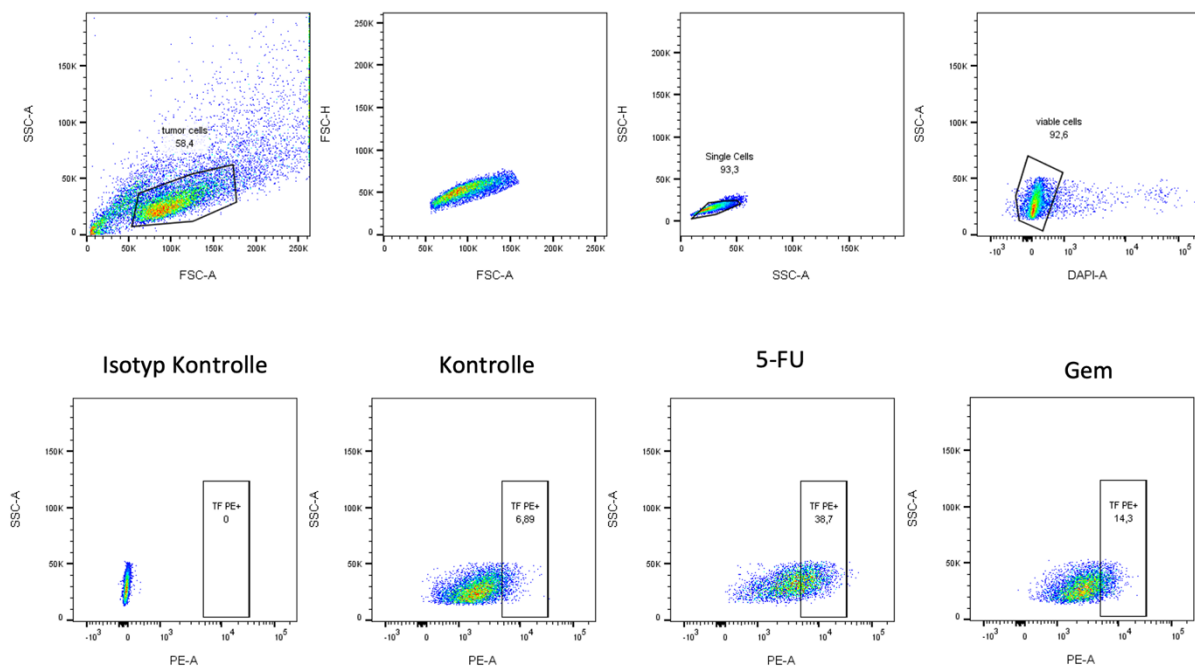 SSC-A
150K
100K
50K
0
tumor cells
58,4
0 50K 100K 150K 200K 250K
FSC-A
FSC-H
250K
200K
150K
100K
50K
0
0 50K 100K 150K 200K 250K
FSC-A
SSC-H
200K
150K
100K
50K
0
Single Cells
93,3
0 50K 100K 150K
SSC-A
SSC-A
150K
100K
50K
0
viable cells
92,6
-10³ 0 10³ 10⁴ 10⁵
DAPI-A
Isotyp Kontrolle
SSC-A
150K
100K
50K
0
TF PE+
0
-10³ 0 10³ 10⁴ 10⁵
PE-A
Kontrolle
SSC-A
150K
100K
50K
0
TF PE+
6,89
-10³ 0 10³ 10⁴ 10⁵
PE-A
5-FU
SSC-A
150K
100K
50K
0
TF PE+
38,7
-10³ 0 10³ 10⁴ 10⁵
PE-A
Gem
SSC-A
150K
100K
50K
0
TF PE+
14,3
-10³ 0 10³ 10⁴ 10⁵
PE-A